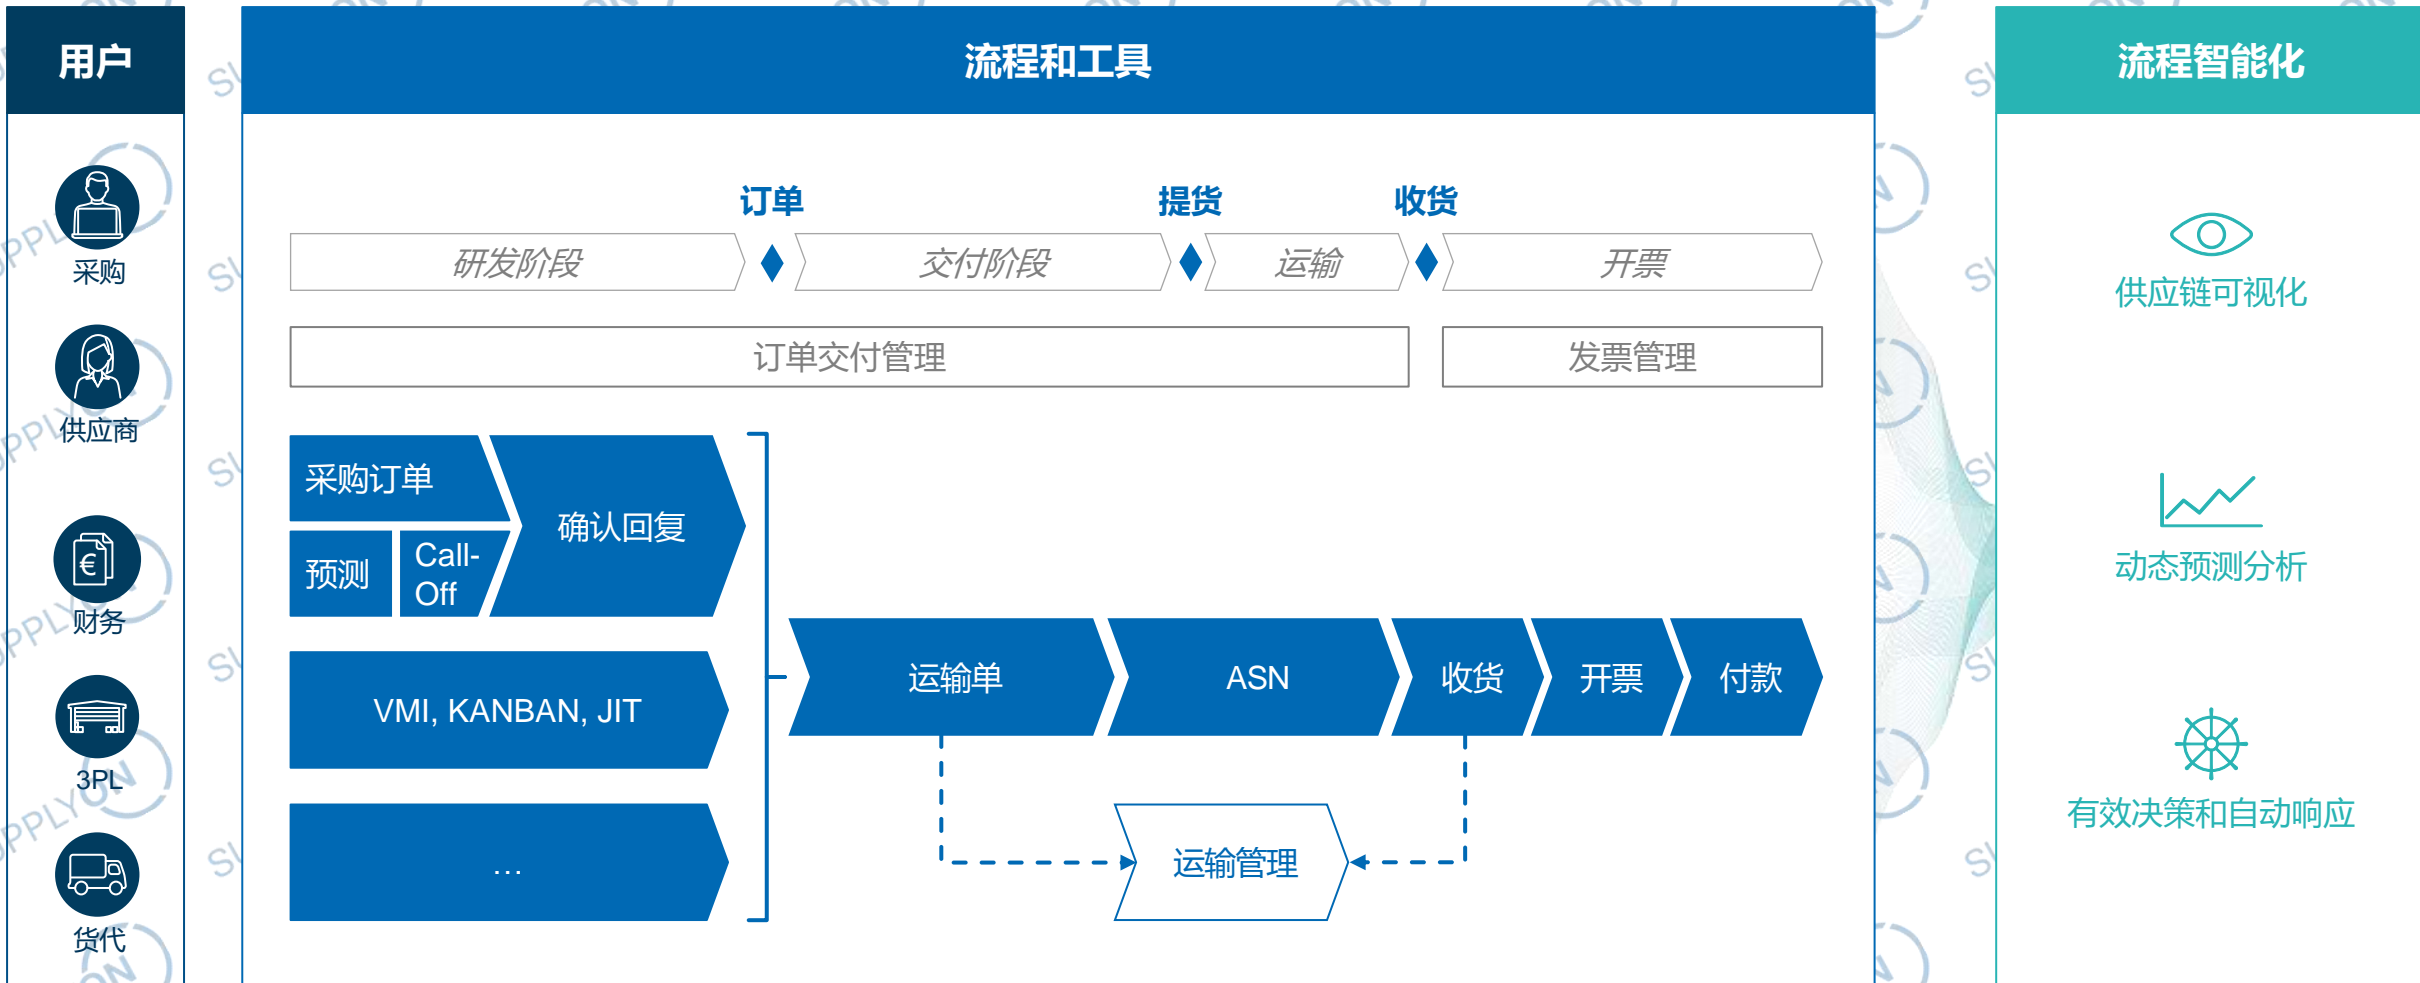 用户
流程和工具
流程智能化
采购
供应商
财务
3PL
货代
订单
提货
收货
研发阶段
交付阶段
运输
开票
订单交付管理
发票管理
采购订单
预测
Call-
Off
确认回复
VMI, KANBAN, JIT
...
运输单
ASN
收货
开票
付款
运输管理
供应链可视化
动态预测分析
有效决策和自动响应
SUPPLYON